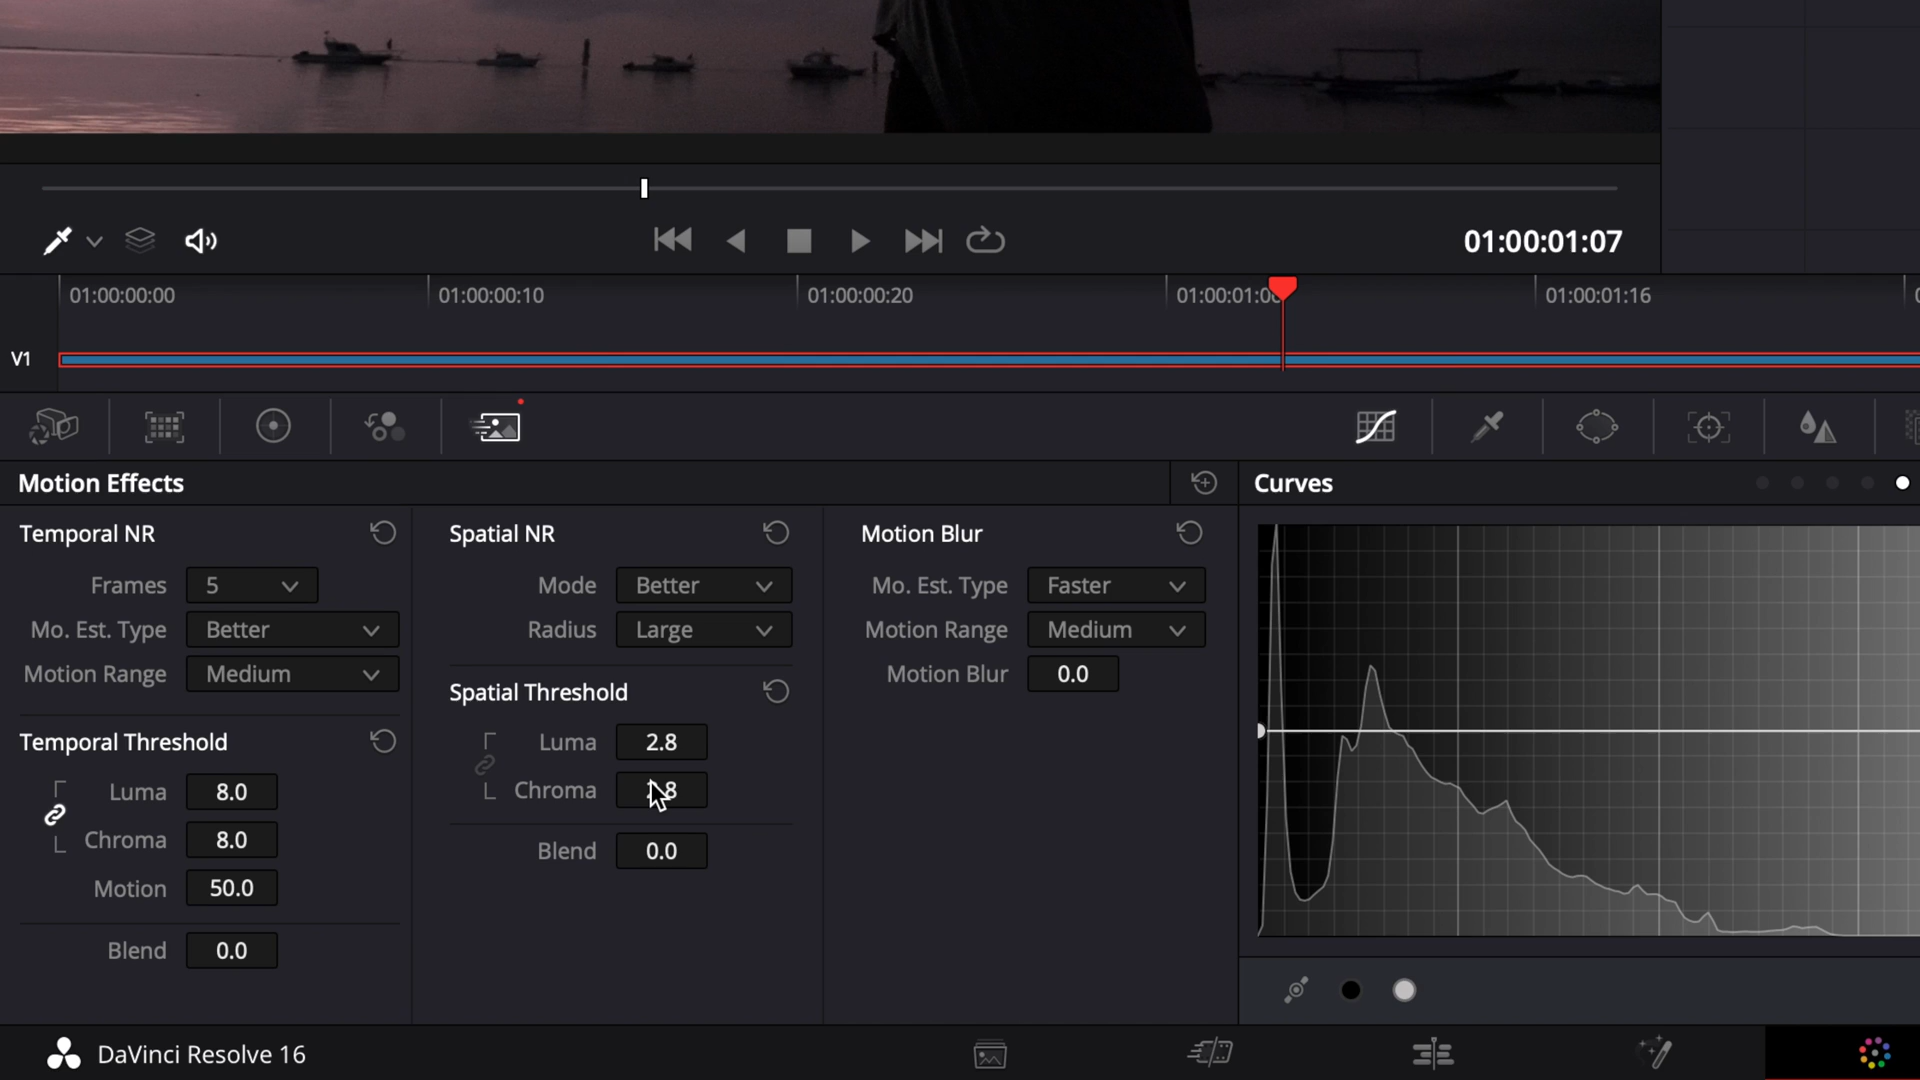 01:00:01:07
01:00:00:00
01:00:00:10
01:00:00:20
01:00:01:0
01:00:01:16
V1
Motion Effects
Curves
Temporal NR
Frames 5
Mo. Est. Type Better
Motion Range Medium
Temporal Threshold
Luma 8.0
Chroma 8.0
Motion 50.0
Blend 0.0
Spatial NR
Mode Better
Radius Large
Spatial Threshold
Luma 2.8
Chroma
Blend 0.0
Motion Blur
Mo. Est. Type Faster
Motion Range Medium
Motion Blur 0.0
DaVinci Resolve 16